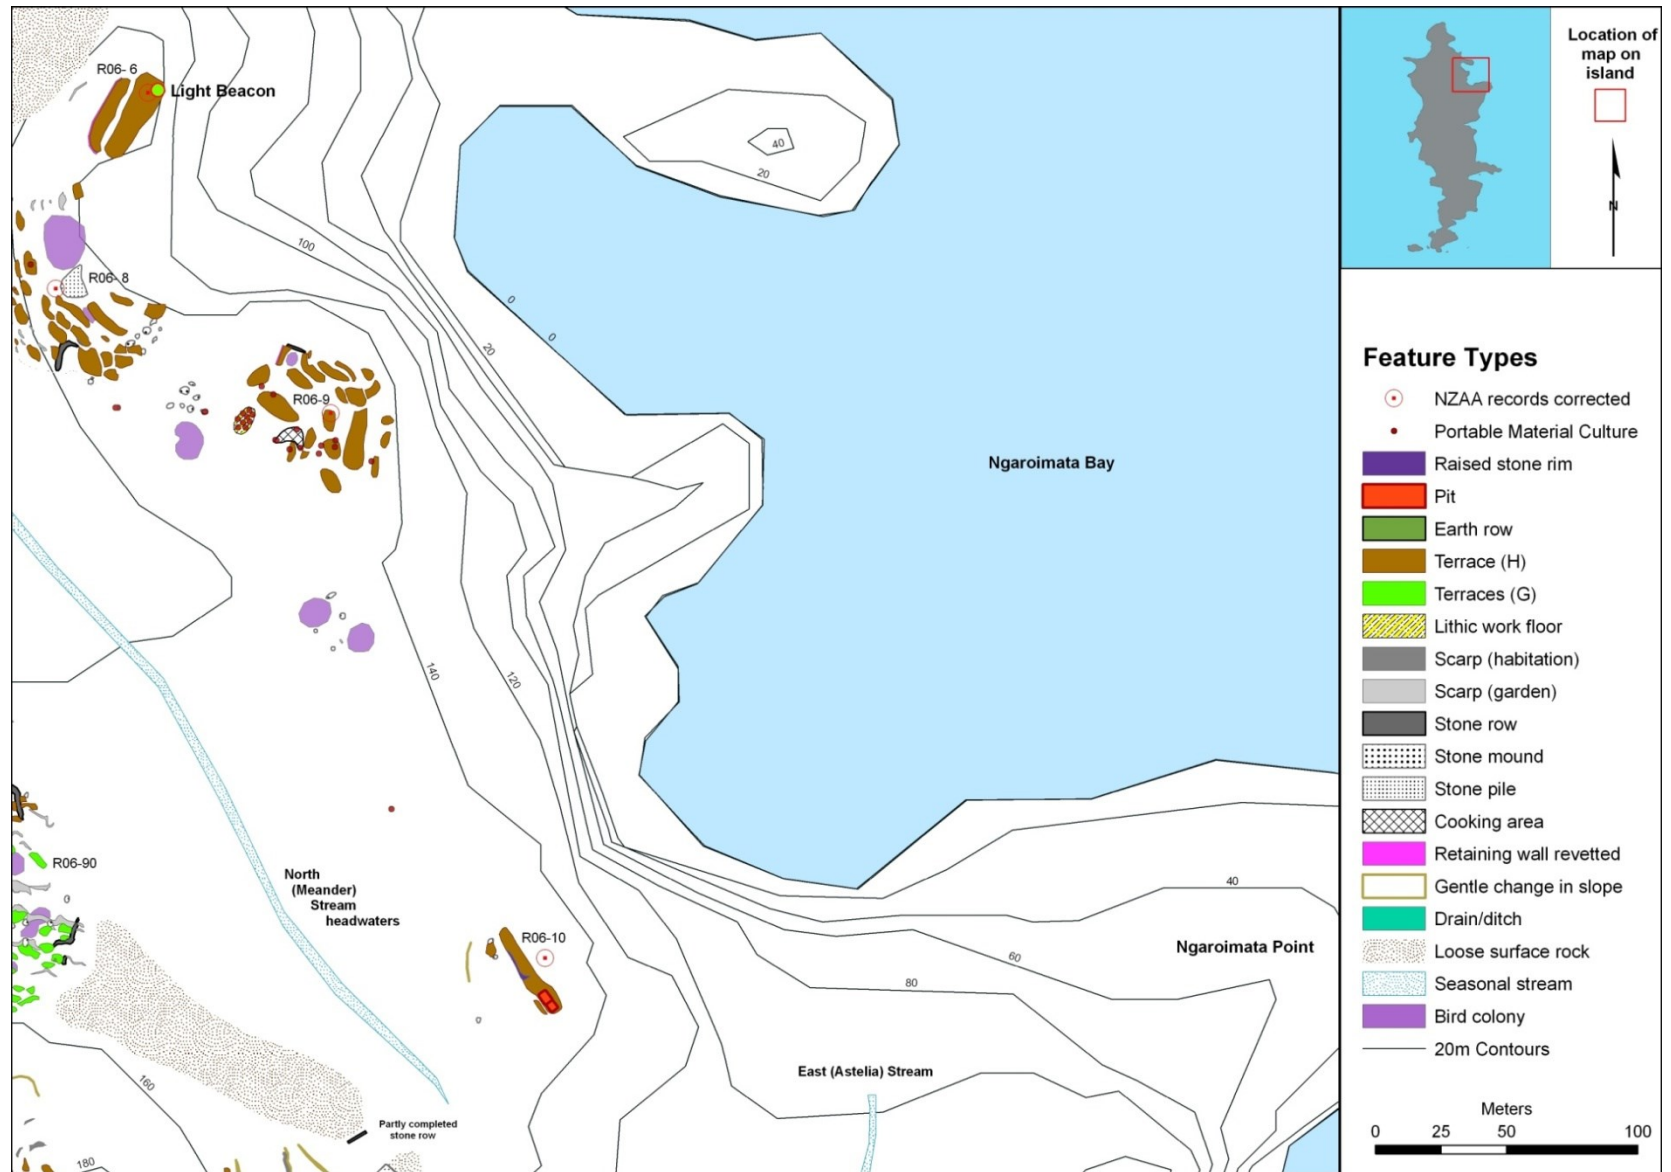 R06- 6
Light Beacon
40
20
100
R06- 8
0
0
20
R06-9
Ngaroimata Bay
140
120
R06-90
North
(Meander)
Stream
headwaters
40
R06-10
Ngaroimata Point
60
80
East (Astelia) Stream
160
Partly completed
stone row
180
Location of
map on
island
N
Feature Types
NZAA records corrected
Portable Material Culture
Raised stone rim
Pit
Earth row
Terrace (H)
Terraces (G)
Lithic work floor
Scarp (habitation)
Scarp (garden)
Stone row
Stone mound
Stone pile
Cooking area
Retaining wall revetted
Gentle change in slope
Drain/ditch
Loose surface rock
Seasonal stream
Bird colony
20m Contours
Meters
0 25 50 100